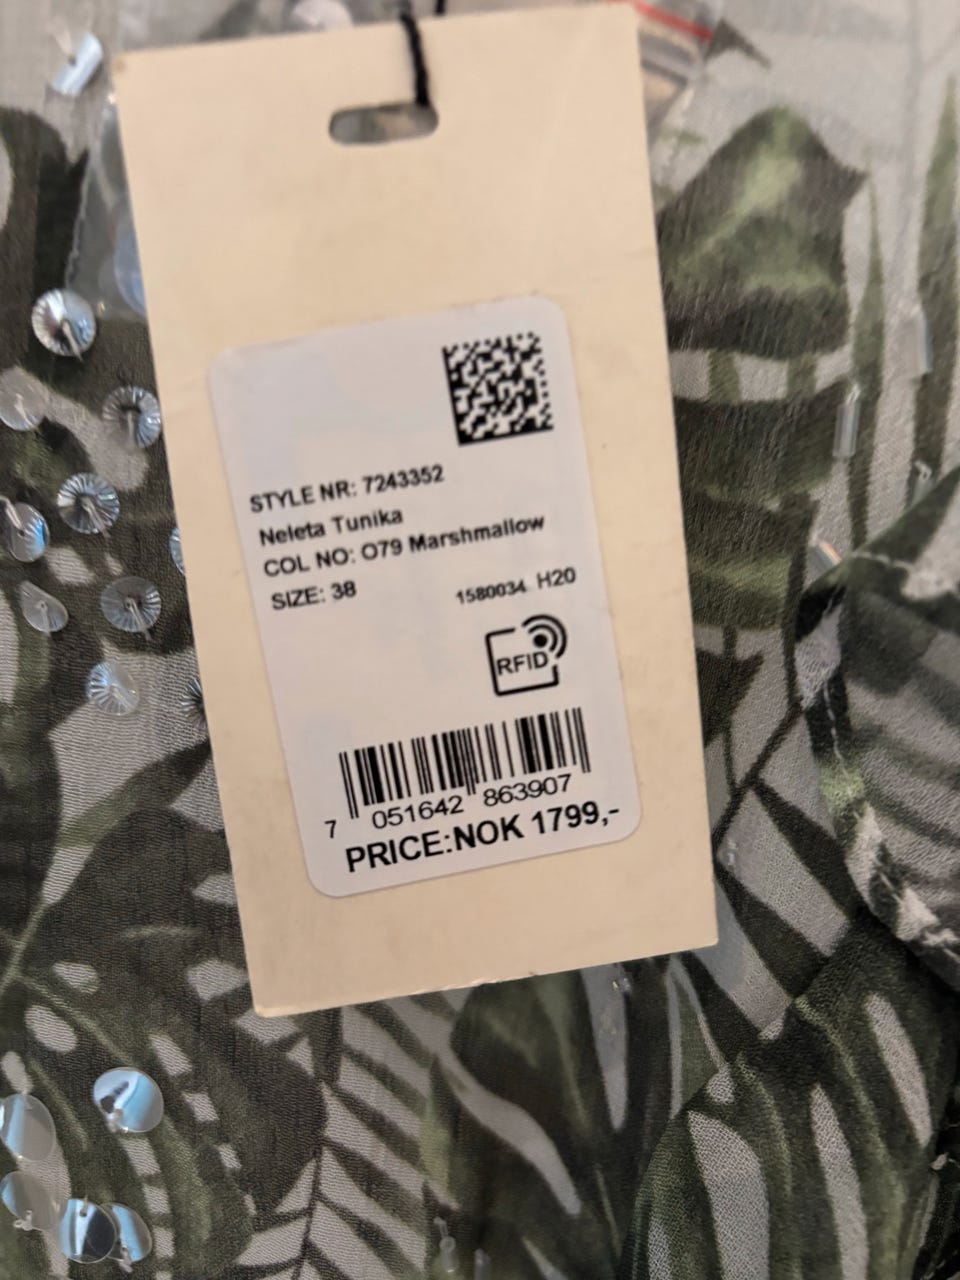 STYLE NR: 7243352
Neleta Tunika
COL NO: O79 Marshmallow
SIZE: 38
1580034 H20
RFID
7 051642 863907
PRICE:NOK 1799,-